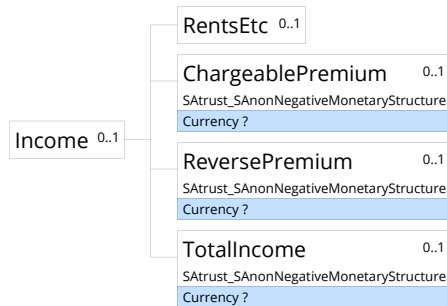 RentsEtc 0..1
ChargeablePremium 0..1
SAtrust_SAnonNegativeMonetaryStructure
Currency ?
Income 0..1
ReversePremium 0..1
SAtrust_SAnonNegativeMonetaryStructure
Currency ?
TotalIncome 0..1
SAtrust_SAnonNegativeMonetaryStructure
Currency ?